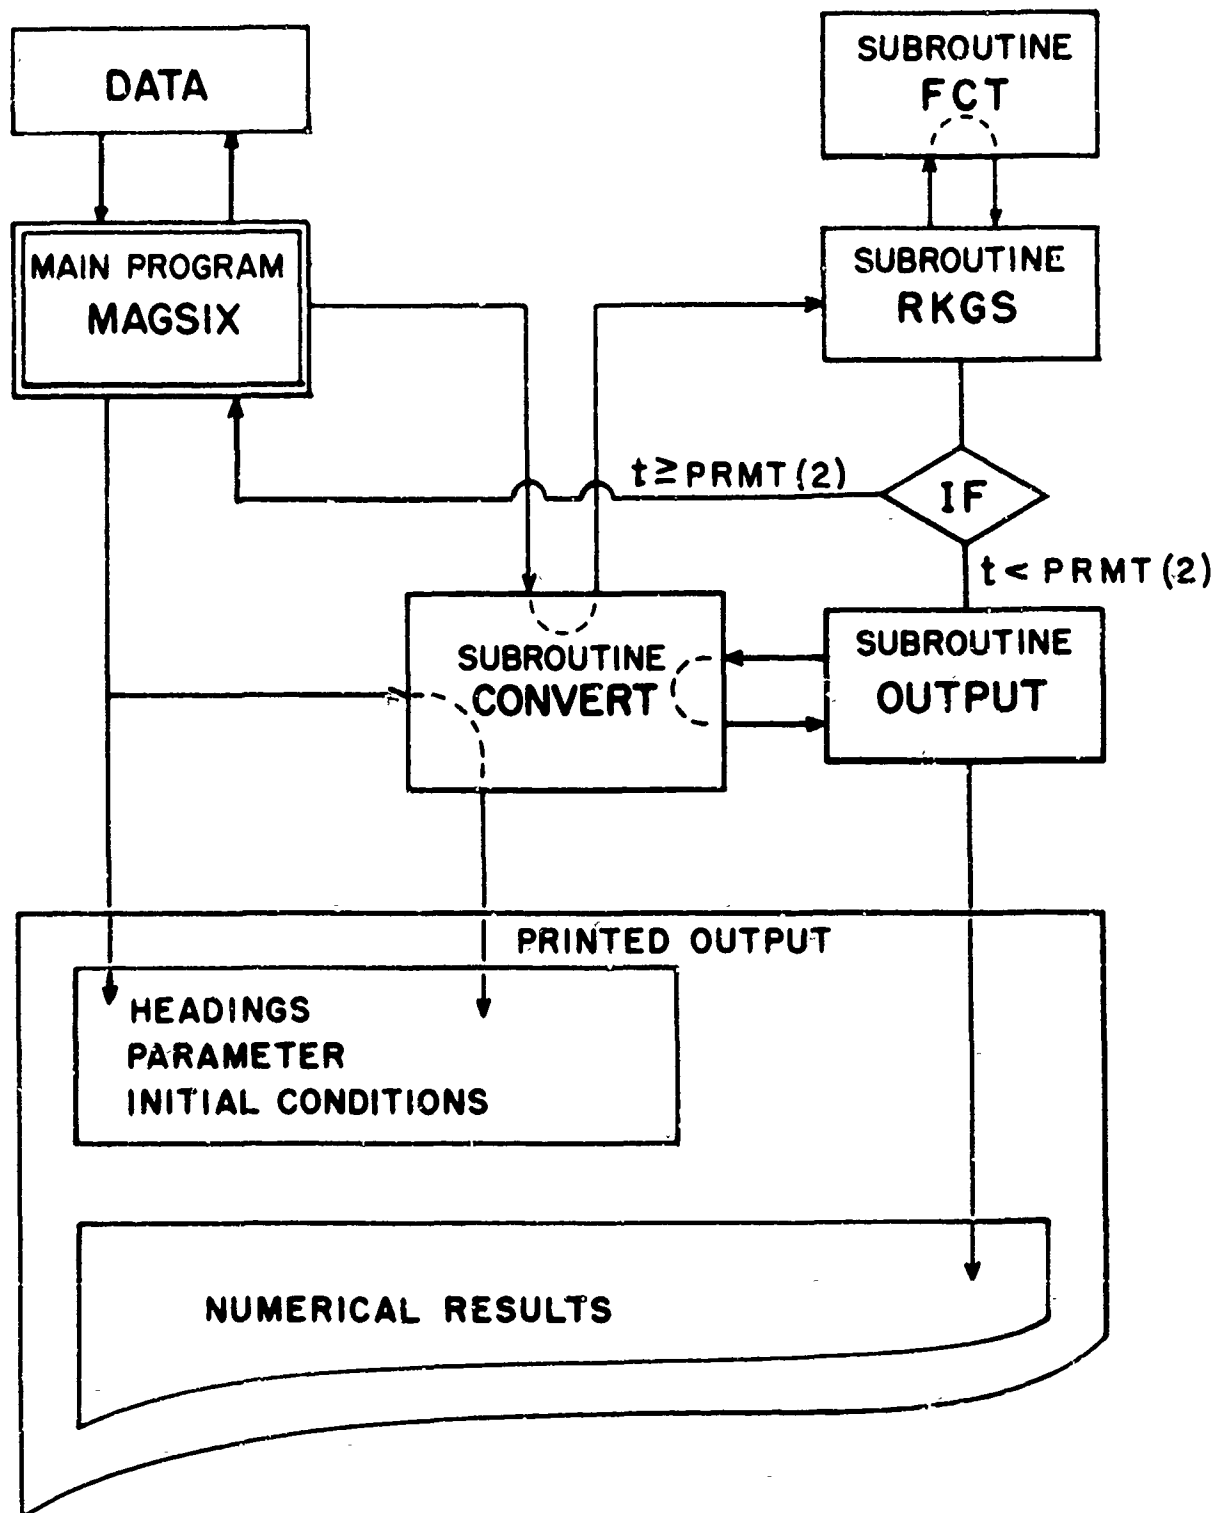 DATA
SUBROUTINE
FCT
MAIN PROGRAM
MAGSIX
SUBROUTINE
RKGS
t ≥ PRMT (2)
IF
t < PRMT (2)
SUBROUTINE
CONVERT
SUBROUTINE
OUTPUT
PRINTED OUTPUT
HEADINGS
PARAMETER
INITIAL CONDITIONS
NUMERICAL RESULTS